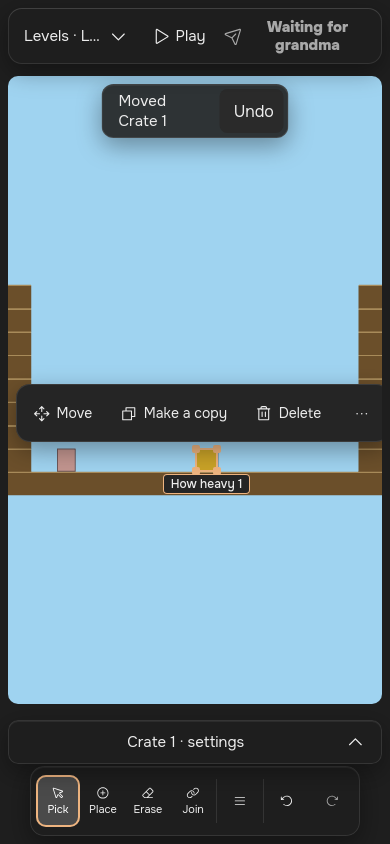 Levels · L...
Play
Waiting for
grandma
Moved
Crate 1
Undo
Move
Make a copy
Delete
...
How heavy 1
Crate 1 · settings
Pick
Place
Erase
Join